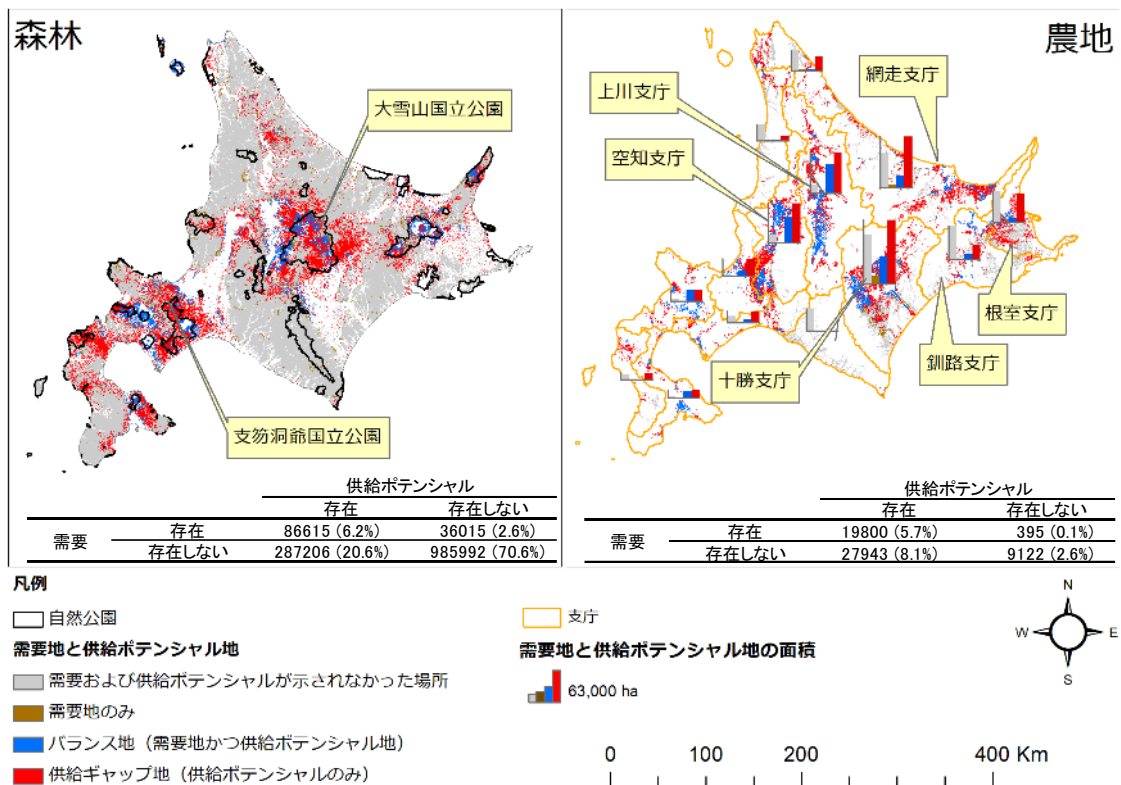 森林
大雪山国立公園
支笏洞爺国立公園
供給ポテンシャル
存在 存在しない
需要 存在 86615 (6.2%) 36015 (2.6%)
存在しない 287206 (20.6%) 985992 (70.6%)
農地
網走支庁
上川支庁
空知支庁
根室支庁
釧路支庁
十勝支庁
供給ポテンシャル
存在 存在しない
需要 存在 19800 (5.7%) 395 (0.1%)
存在しない 27943 (8.1%) 9122 (2.6%)
凡例
自然公園
需要地と供給ポテンシャル地
需要および供給ポテンシャルが示されなかった場所
需要地のみ
バランス地（需要地かつ供給ポテンシャル地）
供給ギャップ地（供給ポテンシャルのみ）
支庁
需要地と供給ポテンシャル地の面積
63,000 ha
N
W E
S
0 100 200 400 Km